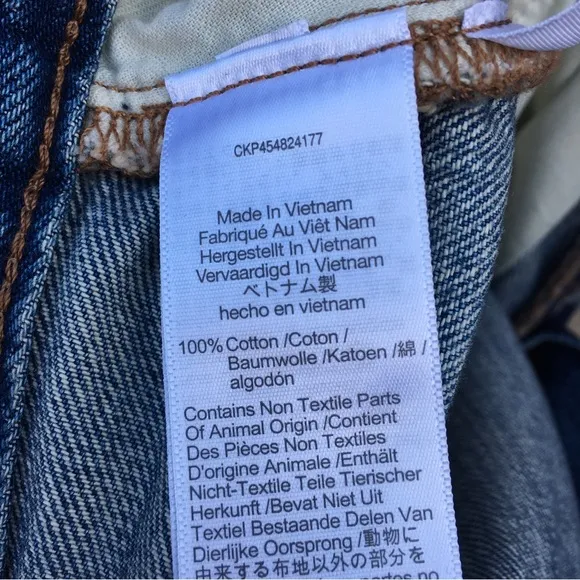 CKP454824177
Made In Vietnam
Fabriqué Au Viêt Nam
Hergestellt In Vietnam
Vervaardigd In Vietnam
ベトナム製
hecho en vietnam
100% Cotton /Coton /
Baumwolle /Katoen /綿 /
algodón
Contains Non Textile Parts
Of Animal Origin /Contient
Des Pièces Non Textiles
D'origine Animale /Enthält
Nicht-Textile Teile Tierischer
Herkunft /Bevat Niet Uit
Textiel Bestaande Delen Van
Dierlijke Oorsprong /動物に
由来する布地以外の部分を